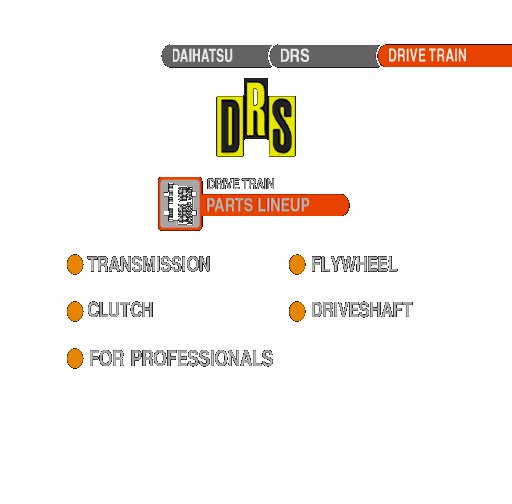 DAIHATSU DRS DRIVE TRAIN
DRS
DRIVE TRAIN
PARTS LINEUP
TRANSMISSION FLYWHEEL
CLUTCH DRIVESHAFT
FOR PROFESSIONALS